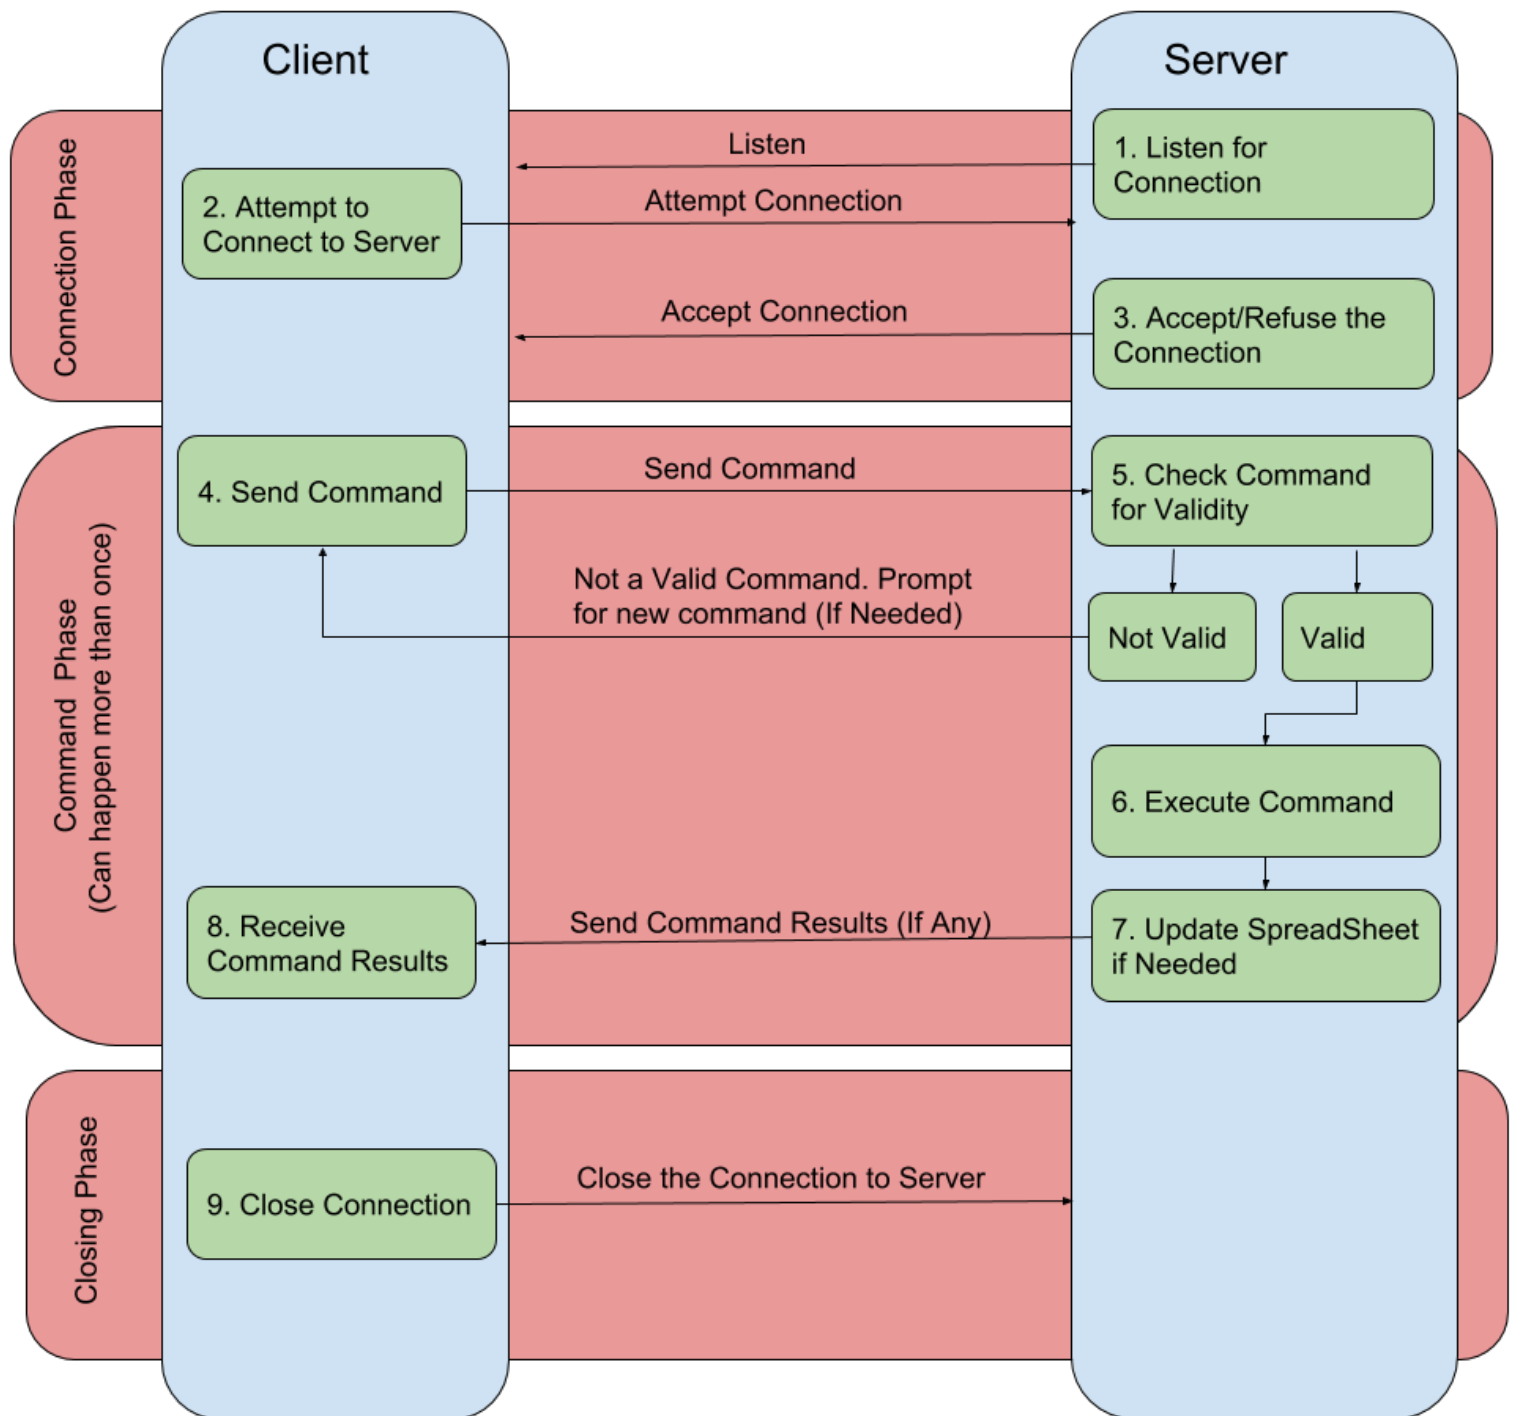 Client
Server
Connection Phase
Listen
1. Listen for
Connection
2. Attempt to
Connect to Server
Attempt Connection
Accept Connection
3. Accept/Refuse the
Connection
Command  Phase
(Can happen more than once)
4. Send Command
Send Command
5. Check Command
for Validity
Not a Valid Command. Prompt
for new command (If Needed)
Not Valid
Valid
6. Execute Command
8. Receive
Command Results
Send Command Results (If Any)
7. Update SpreadSheet
if Needed
Closing Phase
9. Close Connection
Close the Connection to Server